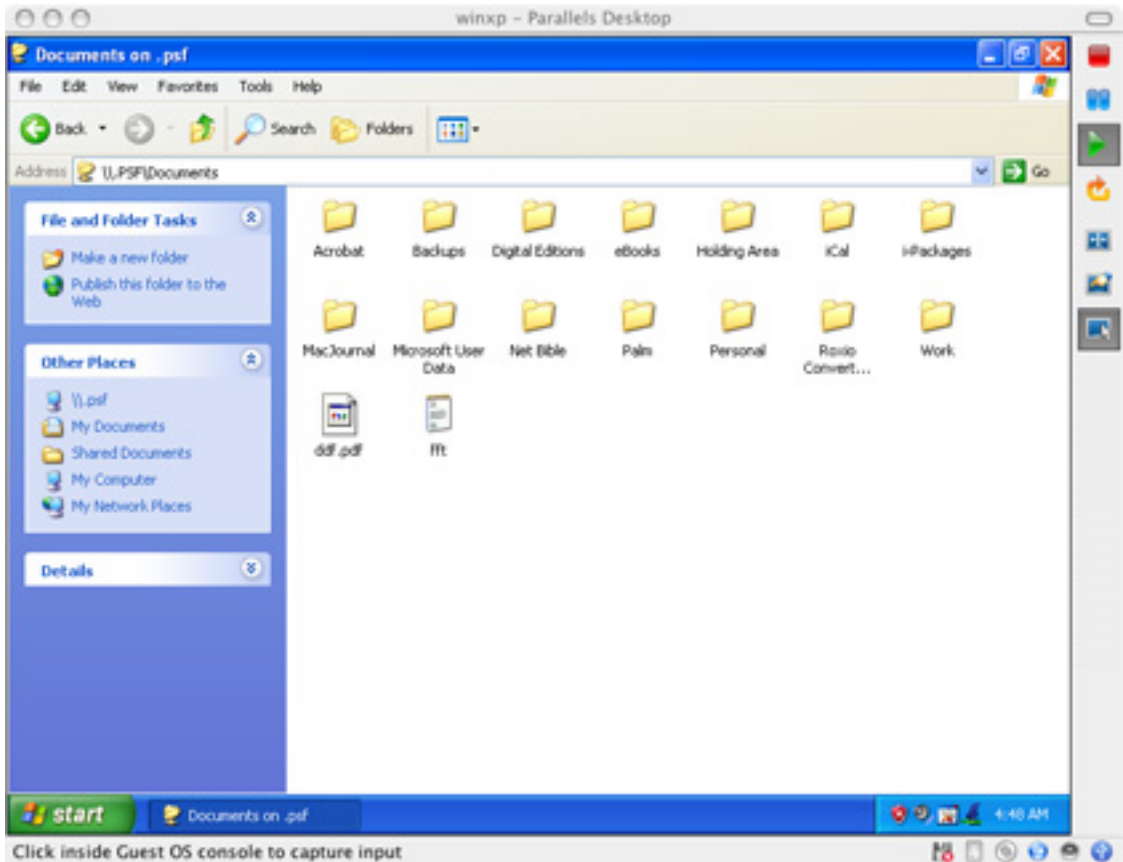 winxp – Parallels Desktop
Documents on .psf
File Edit View Favorites Tools Help
Back Search Folders
Address \\.PSF\Documents Go
File and Folder Tasks
Make a new folder
Publish this folder to the
Web
Other Places
\\.psf
My Documents
Shared Documents
My Computer
My Network Places
Details
Acrobat Backups Digital Editions eBooks Holding Area iCal i-Packages
MacJournal Microsoft User Data Net Bible Palm Personal Roxio Convert... Work
ddf.pdf fft
start Documents on .psf 4:48 AM
Click inside Guest OS console to capture input